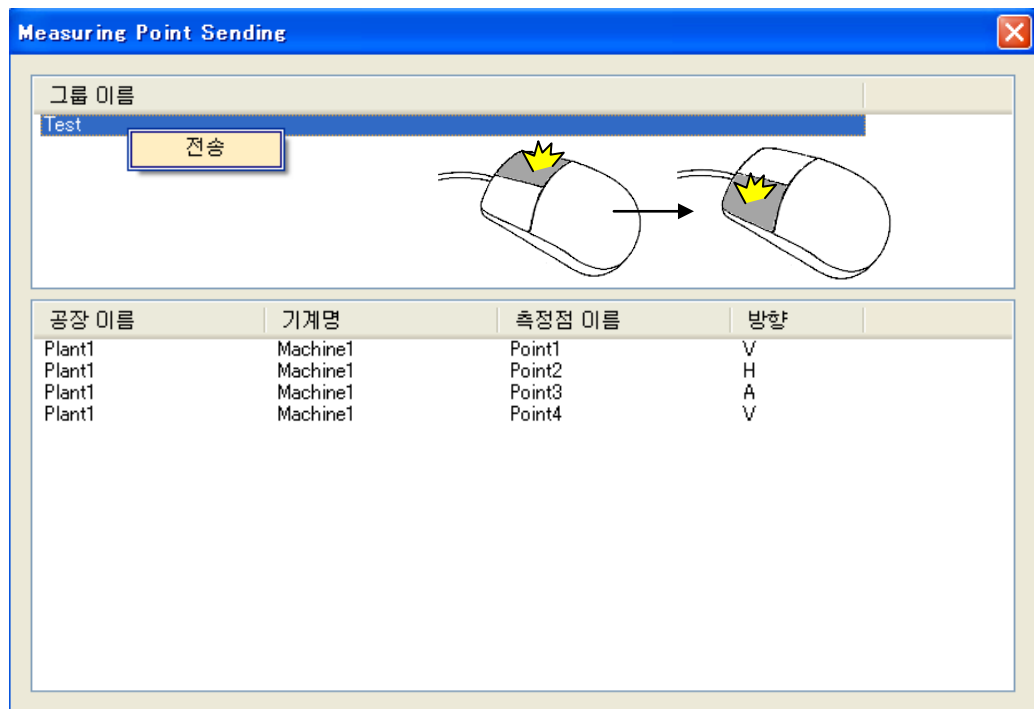 Measuring Point Sending
그룹 이름
Test
전송
공장 이름 기계명 측정점 이름 방향
Plant1 Machine1 Point1 V
Plant1 Machine1 Point2 H
Plant1 Machine1 Point3 A
Plant1 Machine1 Point4 V